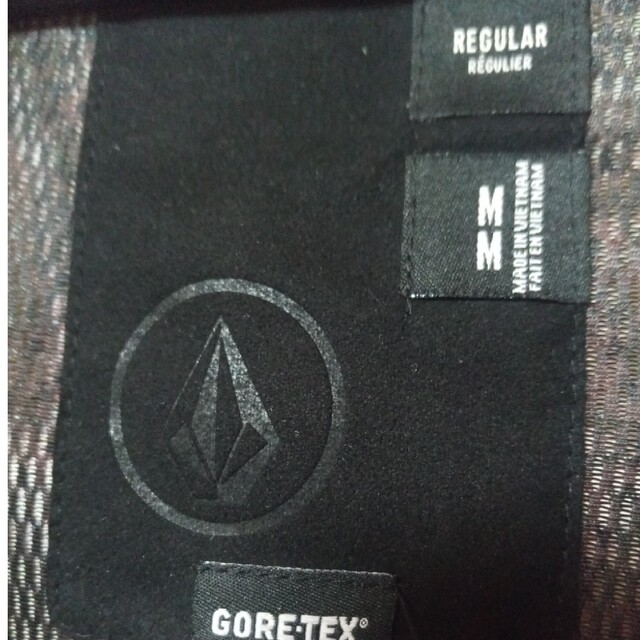 REGULAR
RÉGULIER
M
M
MADE IN VIETNAM
FAIT EN VIETNAM
GORE-TEX®